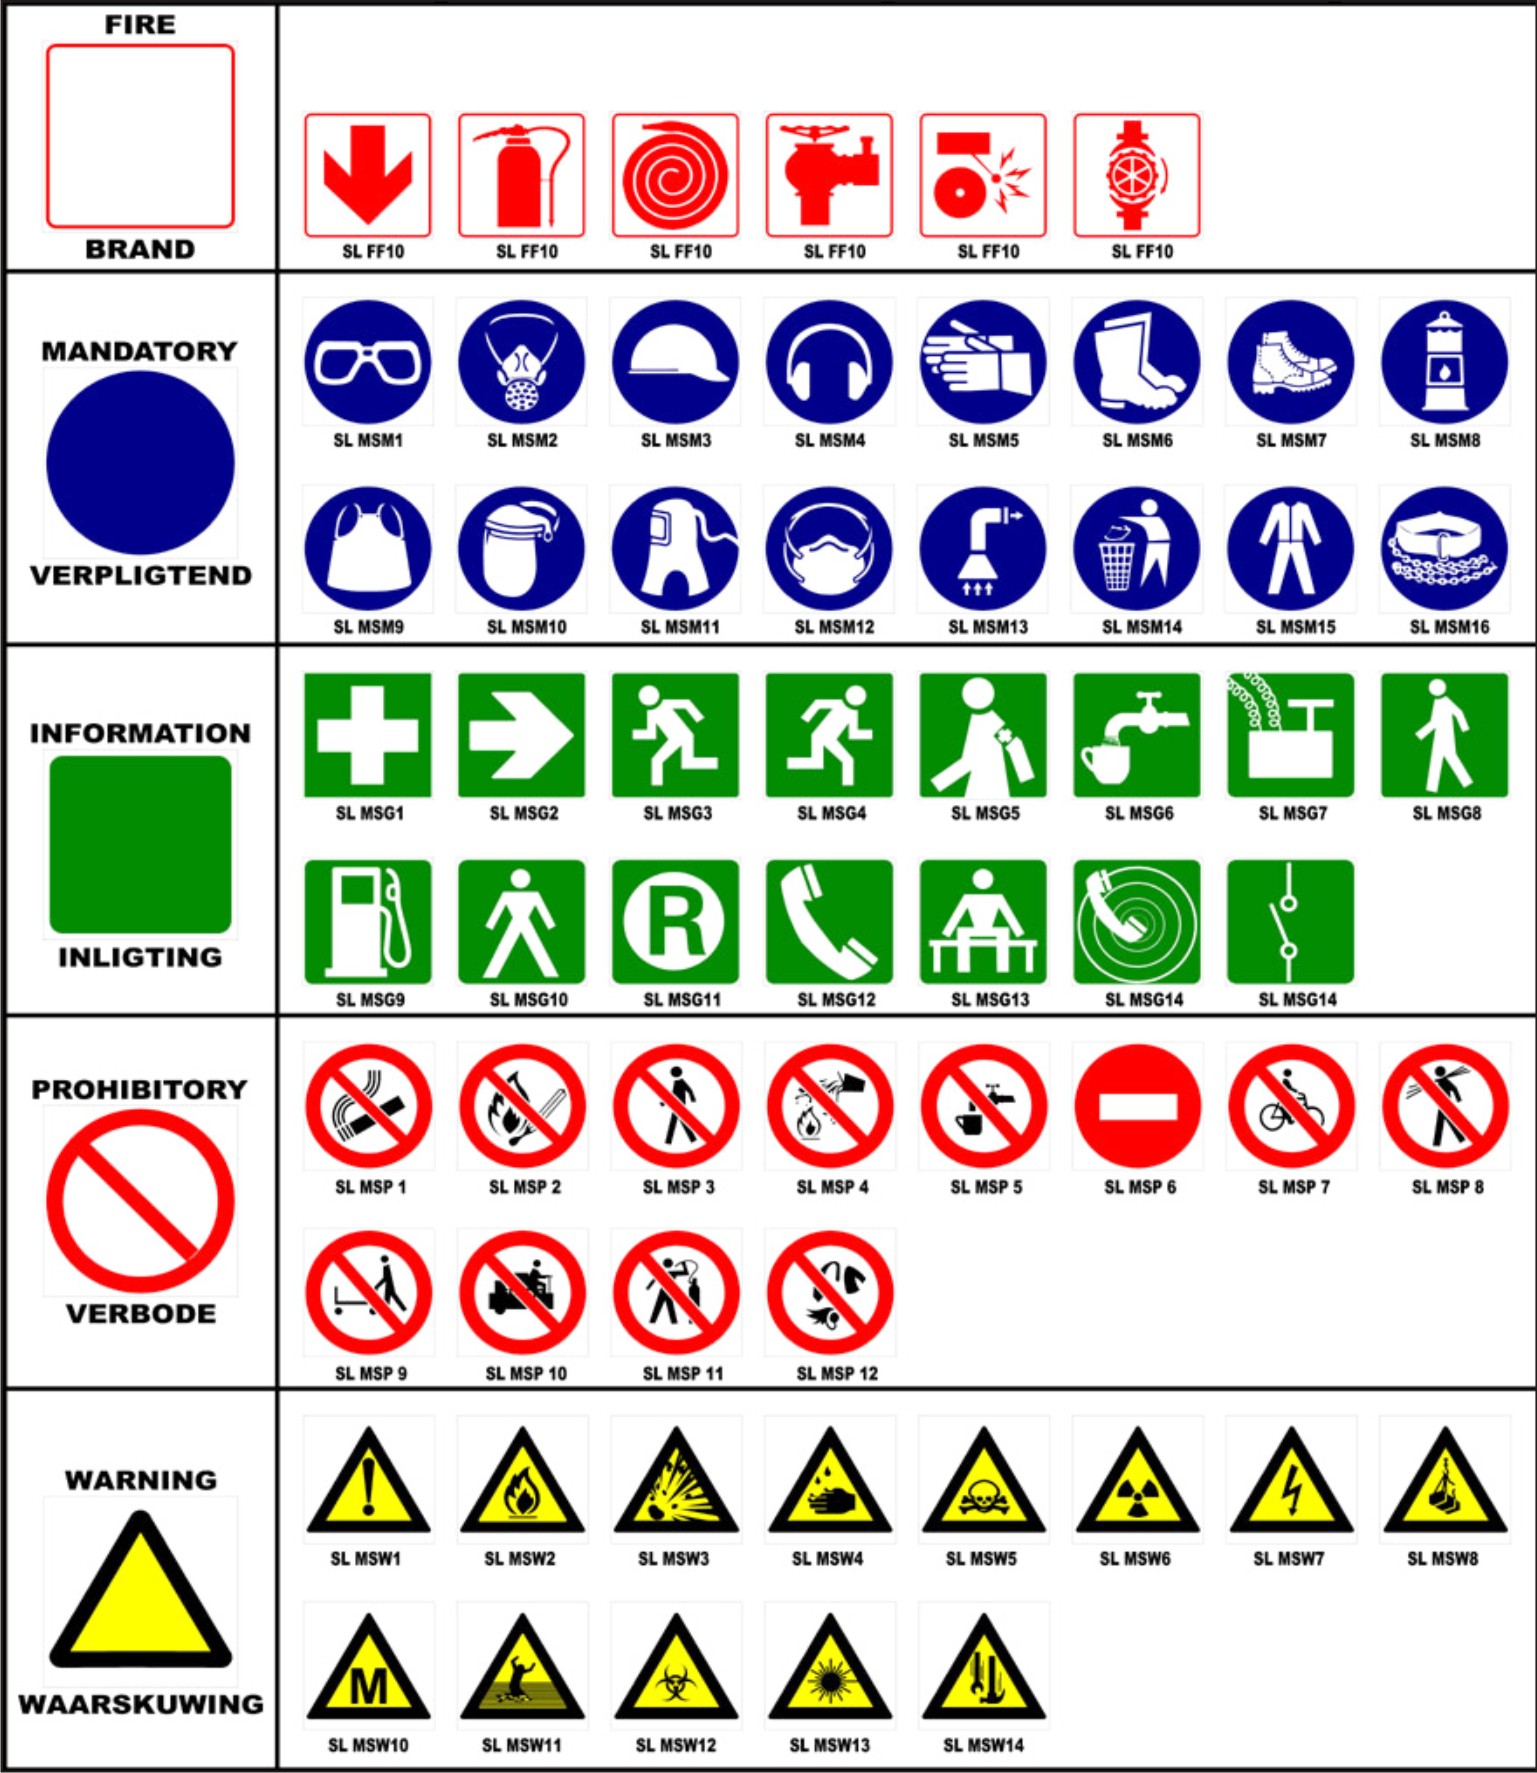 FIRE
BRAND
SL FF10 SL FF10 SL FF10 SL FF10 SL FF10 SL FF10
MANDATORY
VERPLIGTEND
SL MSM1 SL MSM2 SL MSM3 SL MSM4 SL MSM5 SL MSM6 SL MSM7 SL MSM8
SL MSM9 SL MSM10 SL MSM11 SL MSM12 SL MSM13 SL MSM14 SL MSM15 SL MSM16
INFORMATION
INLIGTING
SL MSG1 SL MSG2 SL MSG3 SL MSG4 SL MSG5 SL MSG6 SL MSG7 SL MSG8
R
SL MSG9 SL MSG10 SL MSG11 SL MSG12 SL MSG13 SL MSG14 SL MSG14
PROHIBITORY
VERBODE
SL MSP 1 SL MSP 2 SL MSP 3 SL MSP 4 SL MSP 5 SL MSP 6 SL MSP 7 SL MSP 8
SL MSP 9 SL MSP 10 SL MSP 11 SL MSP 12
WARNING
WAARSKUWING
SL MSW1 SL MSW2 SL MSW3 SL MSW4 SL MSW5 SL MSW6 SL MSW7 SL MSW8
M
SL MSW10 SL MSW11 SL MSW12 SL MSW13 SL MSW14